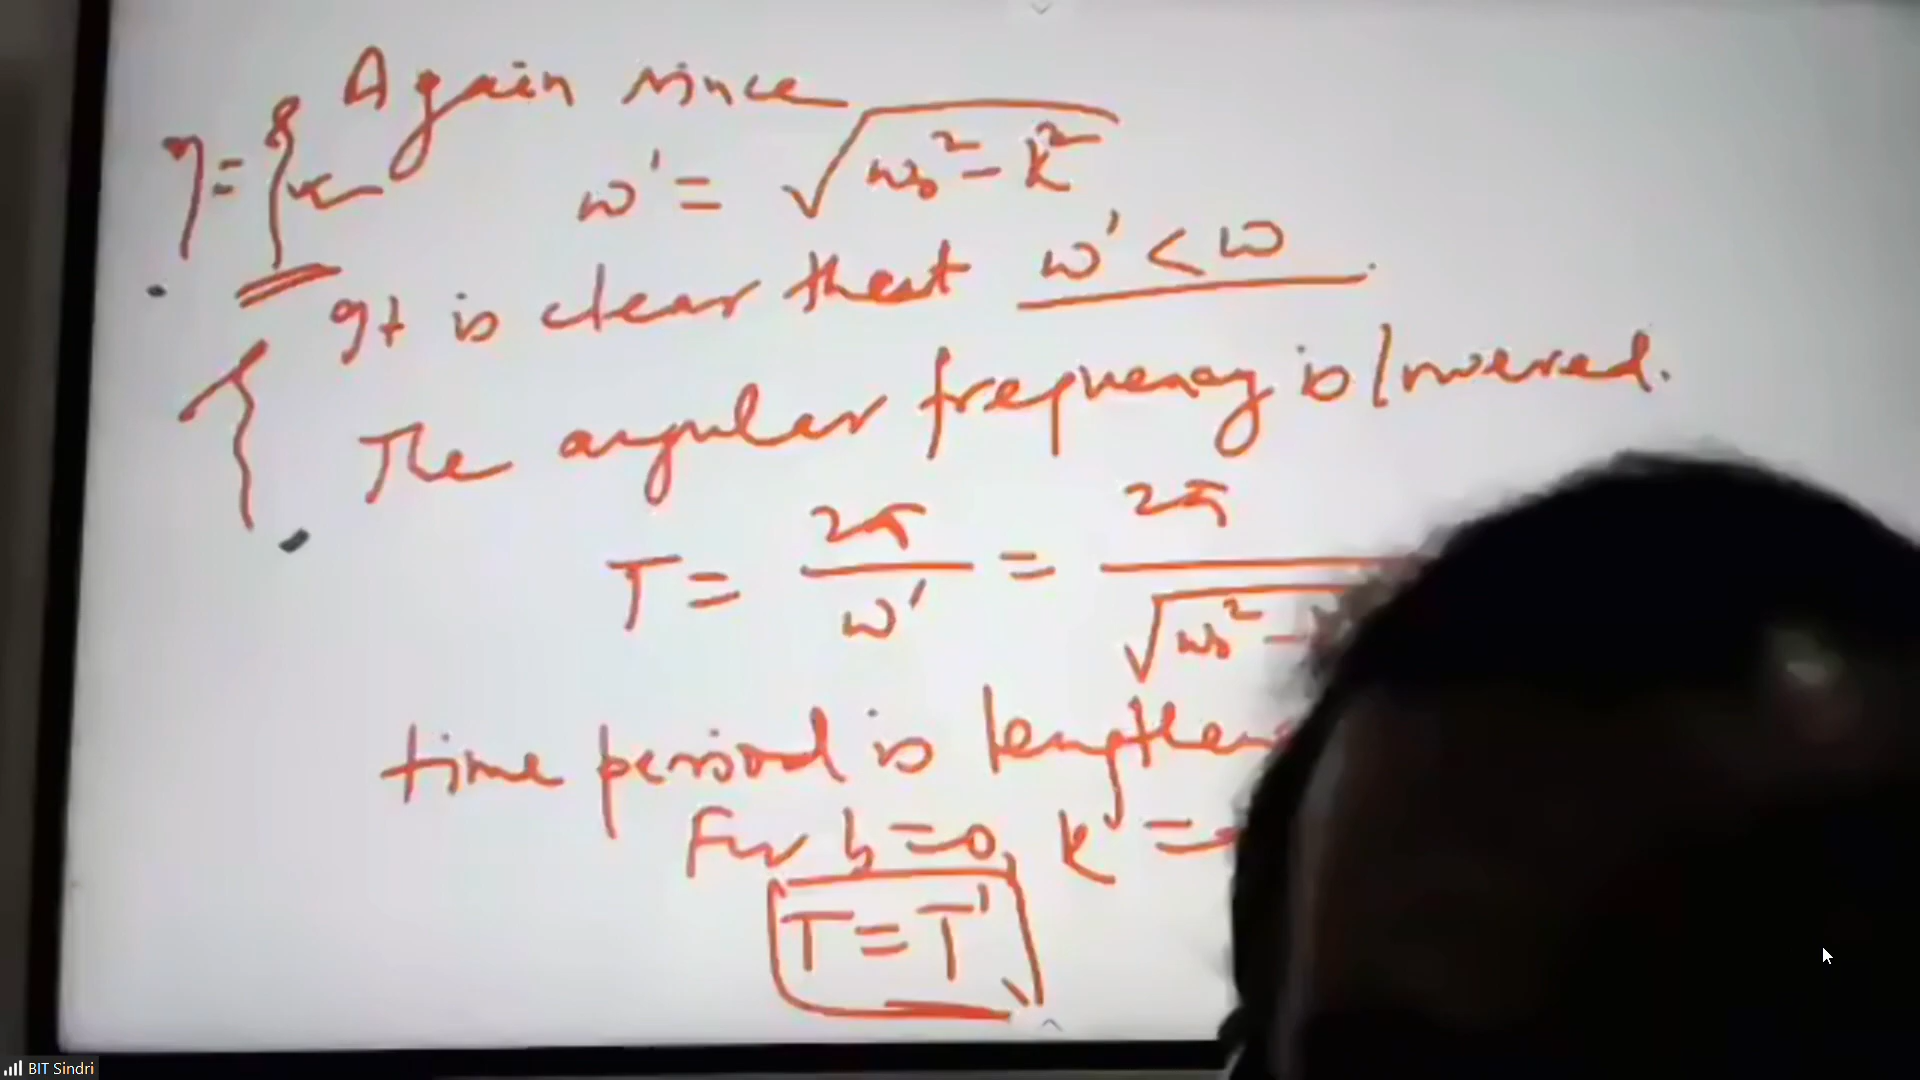 Again since
η =
ω' = √ω₀² - k²
It is clear that ω' < ω
The angular frequency is lowered.
T = 2π/ω' = 2π/√ω₀² -
time period is lengthen
For b = 0, k =
T = T'
BIT Sindri